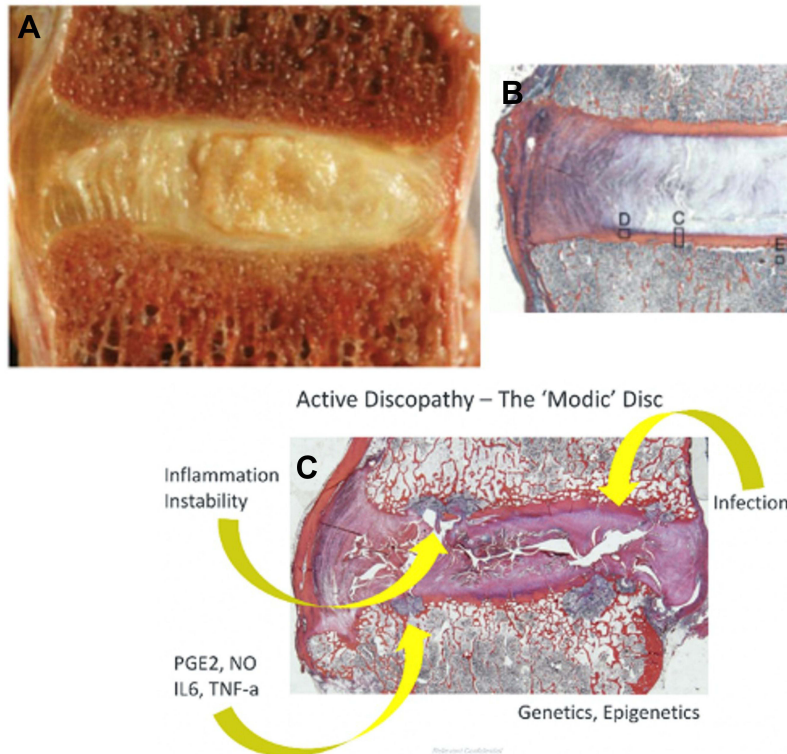 A
B
D
C
E
Active Discopathy – The ‘Modic’ Disc
C
Inflammation
Instability
Infection
PGE2, NO
IL6, TNF-a
Genetics, Epigenetics